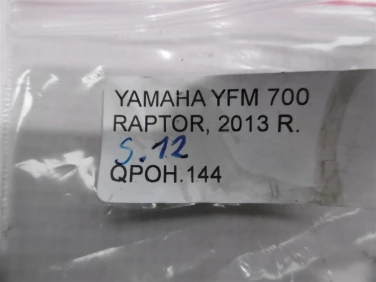 YAMAHA YFM 700
RAPTOR, 2013 R.
S.12
QPOH.144